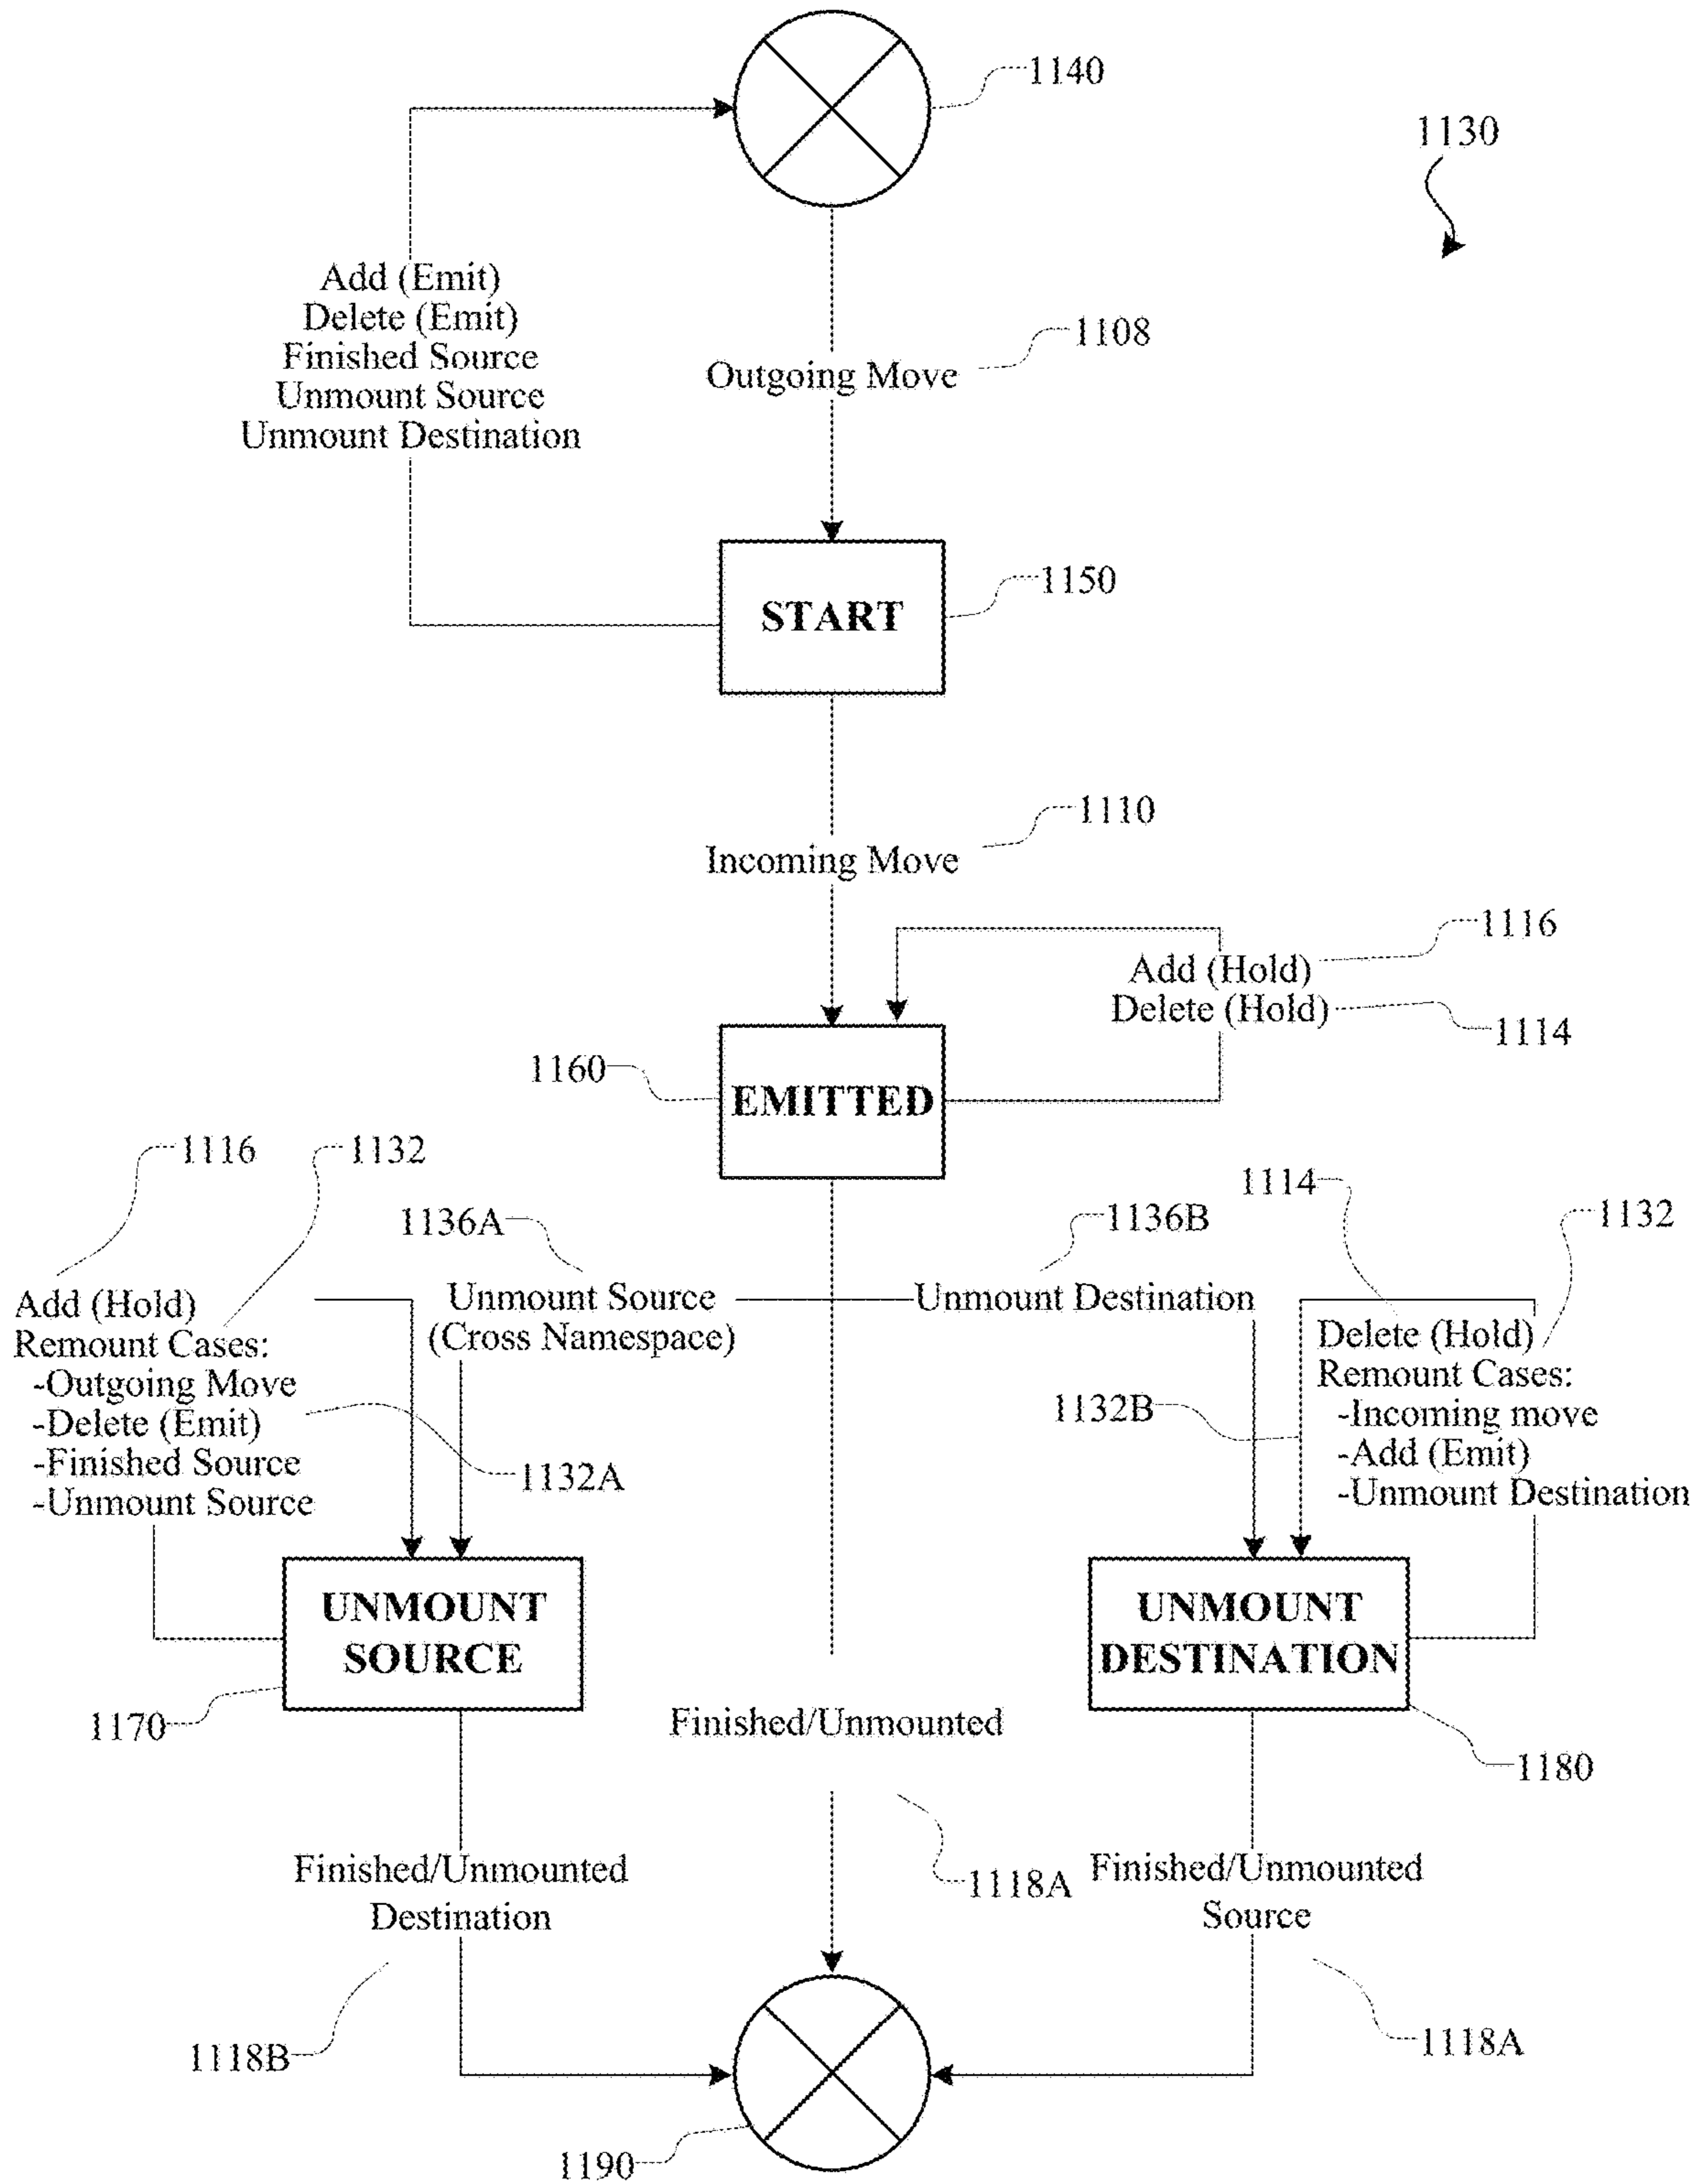 1140
1130
Add (Emit)
Delete (Emit)
Finished Source
Unmount Source
Unmount Destination
1108
Outgoing Move
1150
START
1110
Incoming Move
1116
Add (Hold)
Delete (Hold)
1114
1160
EMITTED
1116
1132
1136A
1136B
1114
1132
Add (Hold)
Remount Cases:
-Outgoing Move
-Delete (Emit)
-Finished Source
-Unmount Source
1132A
Unmount Source
(Cross Namespace)
Unmount Destination
1132B
Delete (Hold)
Remount Cases:
-Incoming move
-Add (Emit)
-Unmount Destination
UNMOUNT
SOURCE
1170
UNMOUNT
DESTINATION
1180
Finished/Unmounted
1118A
Finished/Unmounted
Destination
1118B
Finished/Unmounted
Source
1118A
1190